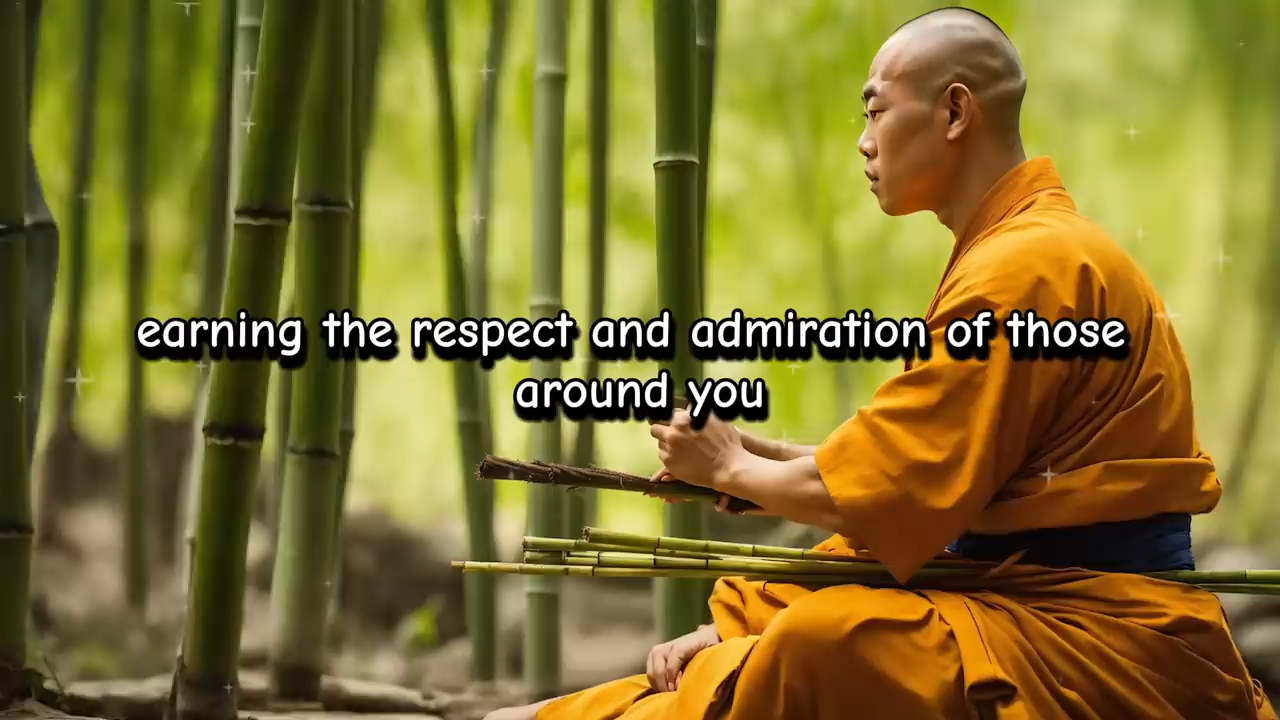 earning the respect and admiration of those
around you